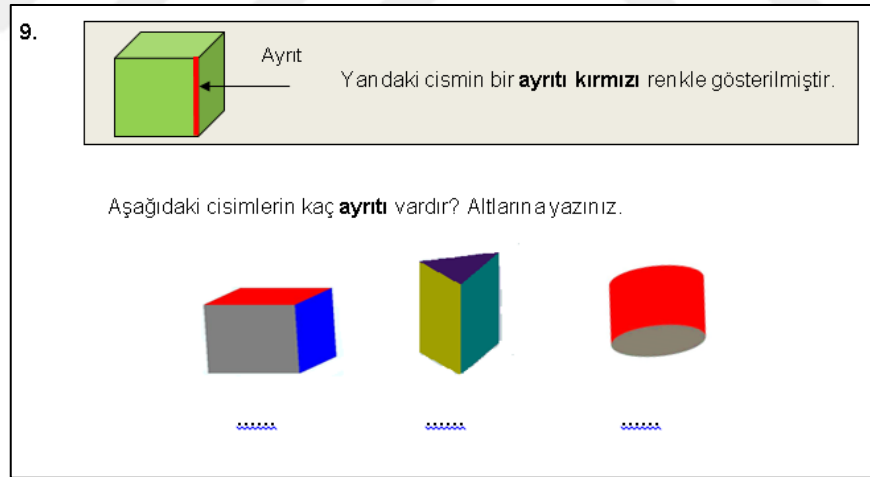 9.
Ayrıt
Yandaki cismin bir ayrıtı kırmızı renkle gösterilmiştir.
Aşağıdaki cisimlerin kaç ayrıtı vardır? Altlarına yazınız.
...... ...... ......